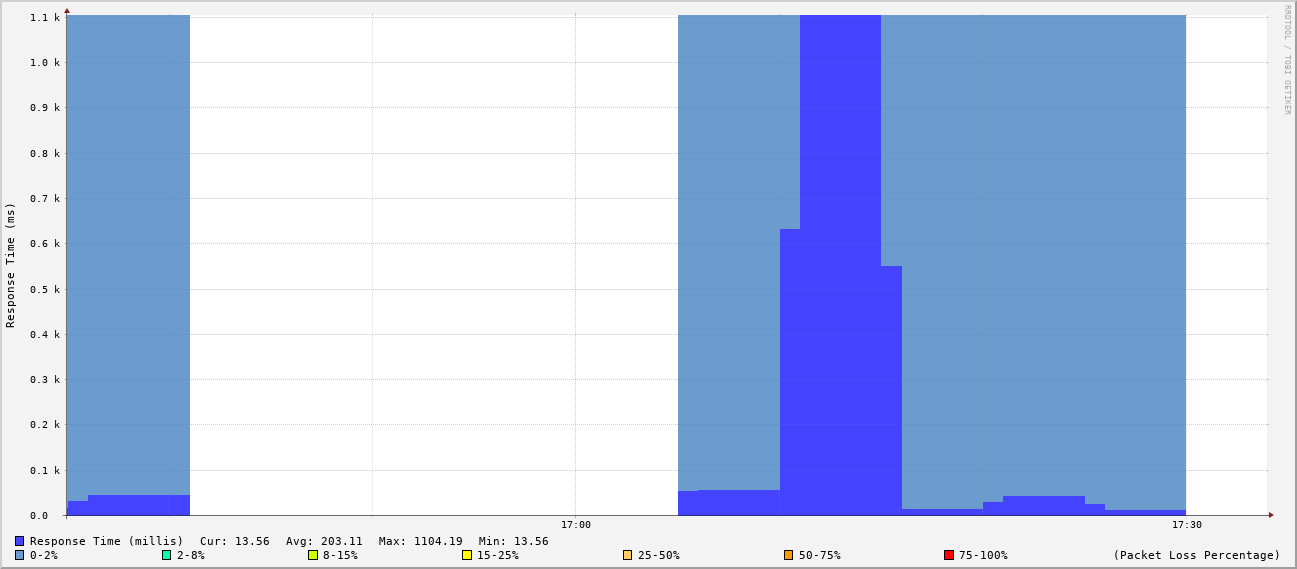 RRDTOOL / TOBI OETIKER
Response Time (ms)
1.1 k
1.0 k
0.9 k
0.8 k
0.7 k
0.6 k
0.5 k
0.4 k
0.3 k
0.2 k
0.1 k
0.0
17:00 17:30
Response Time (millis) Cur: 13.56 Avg: 203.11 Max: 1104.19 Min: 13.56
0-2% 2-8% 8-15% 15-25% 25-50% 50-75% 75-100% (Packet Loss Percentage)